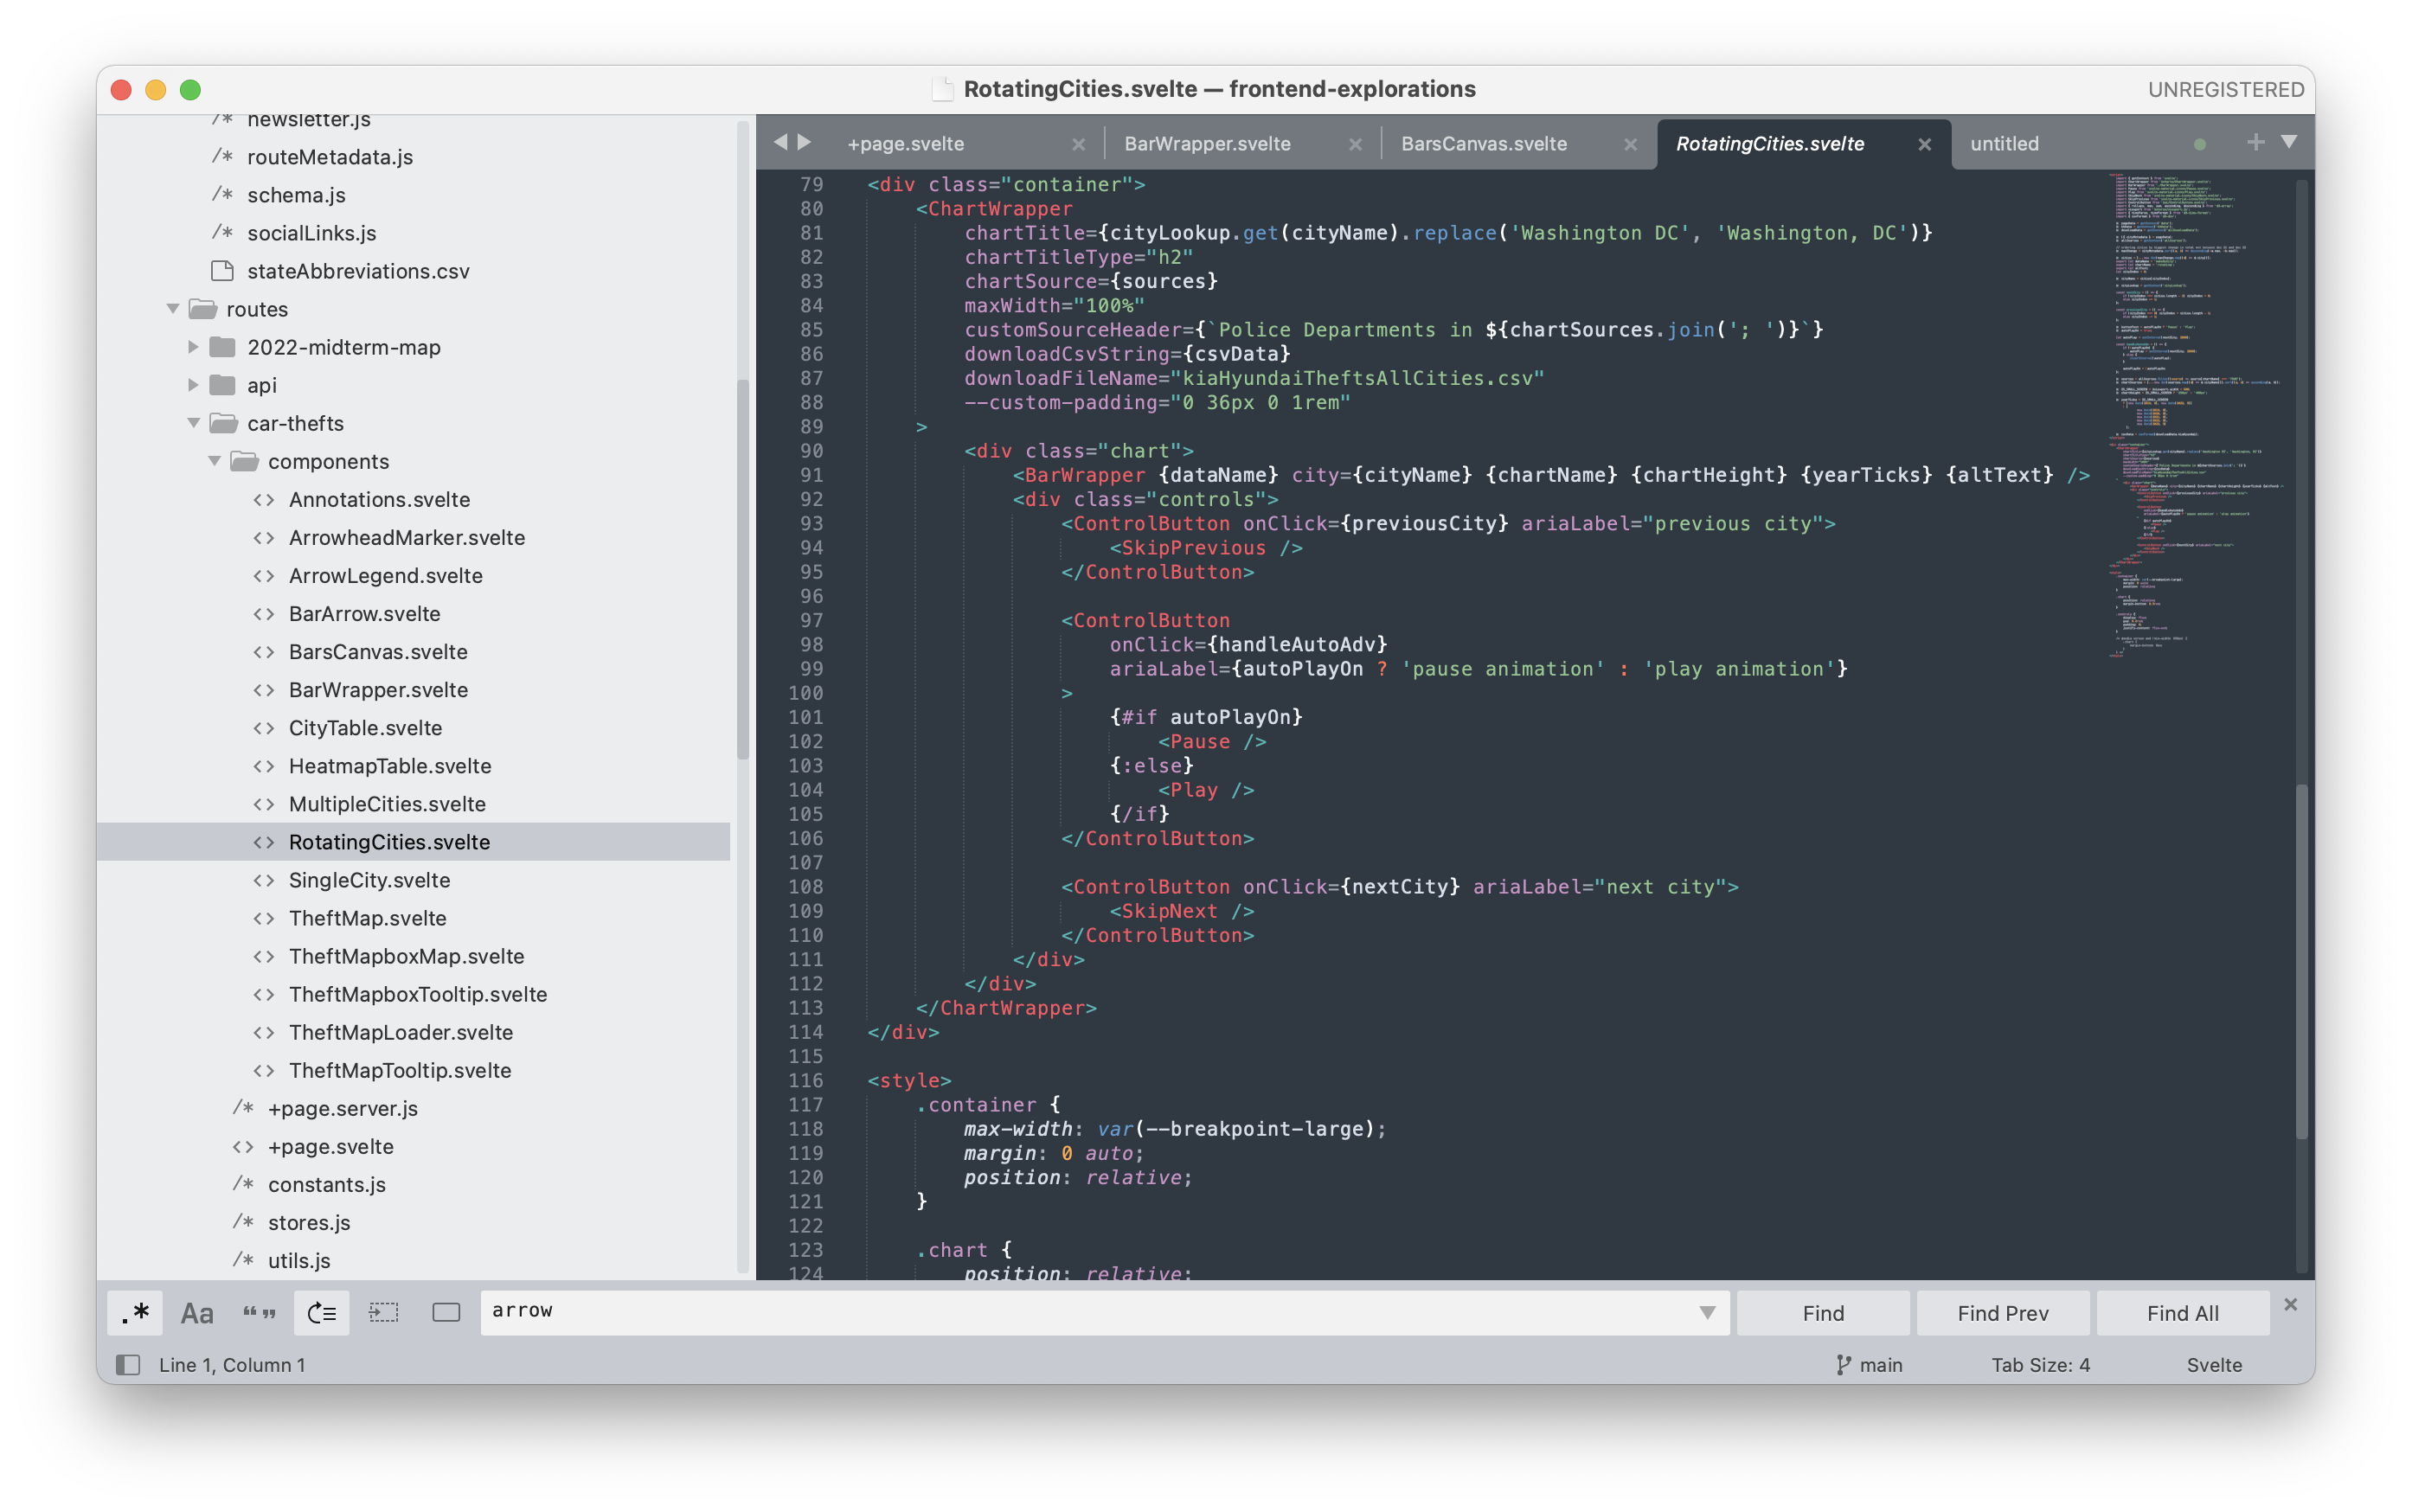 RotatingCities.svelte — frontend-explorations
UNREGISTERED
newsletter.js
/* routeMetadata.js
/* schema.js
/* socialLinks.js
stateAbbreviations.csv
routes
2022-midterm-map
api
car-thefts
components
<> Annotations.svelte
<> ArrowheadMarker.svelte
<> ArrowLegend.svelte
<> BarArrow.svelte
<> BarsCanvas.svelte
<> BarWrapper.svelte
<> CityTable.svelte
<> HeatmapTable.svelte
<> MultipleCities.svelte
<> RotatingCities.svelte
<> SingleCity.svelte
<> TheftMap.svelte
<> TheftMapboxMap.svelte
<> TheftMapboxTooltip.svelte
<> TheftMapLoader.svelte
<> TheftMapTooltip.svelte
/* +page.server.js
<> +page.svelte
/* constants.js
/* stores.js
/* utils.js
+page.svelte
BarWrapper.svelte
BarsCanvas.svelte
RotatingCities.svelte
untitled
79 <div class="container">
80 <ChartWrapper
81 chartTitle={cityLookup.get(cityName).replace('Washington DC', 'Washington, DC')}
82 chartTitleType="h2"
83 chartSource={sources}
84 maxWidth="100%"
85 customSourceHeader={`Police Departments in ${chartSources.join('; ')}`}
86 downloadCsvString={csvData}
87 downloadFileName="kiaHyundaiTheftsAllCities.csv"
88 --custom-padding="0 36px 0 1rem"
89 >
90 <div class="chart">
91 <BarWrapper {dataName} city={cityName} {chartName} {chartHeight} {yearTicks} {altText} />
92 <div class="controls">
93 <ControlButton onClick={previousCity} ariaLabel="previous city">
94 <SkipPrevious />
95 </ControlButton>
96
97 <ControlButton
98 onClick={handleAutoAdv}
99 ariaLabel={autoPlayOn ? 'pause animation' : 'play animation'}
100 >
101 {#if autoPlayOn}
102 <Pause />
103 {:else}
104 <Play />
105 {/if}
106 </ControlButton>
107
108 <ControlButton onClick={nextCity} ariaLabel="next city">
109 <SkipNext />
110 </ControlButton>
111 </div>
112 </div>
113 </ChartWrapper>
114 </div>
115
116 <style>
117 .container {
118 max-width: var(--breakpoint-large);
119 margin: 0 auto;
120 position: relative;
121 }
122
123 .chart {
124 position: relative;
.* Aa “” arrow Find Find Prev Find All
Line 1, Column 1 main Tab Size: 4 Svelte